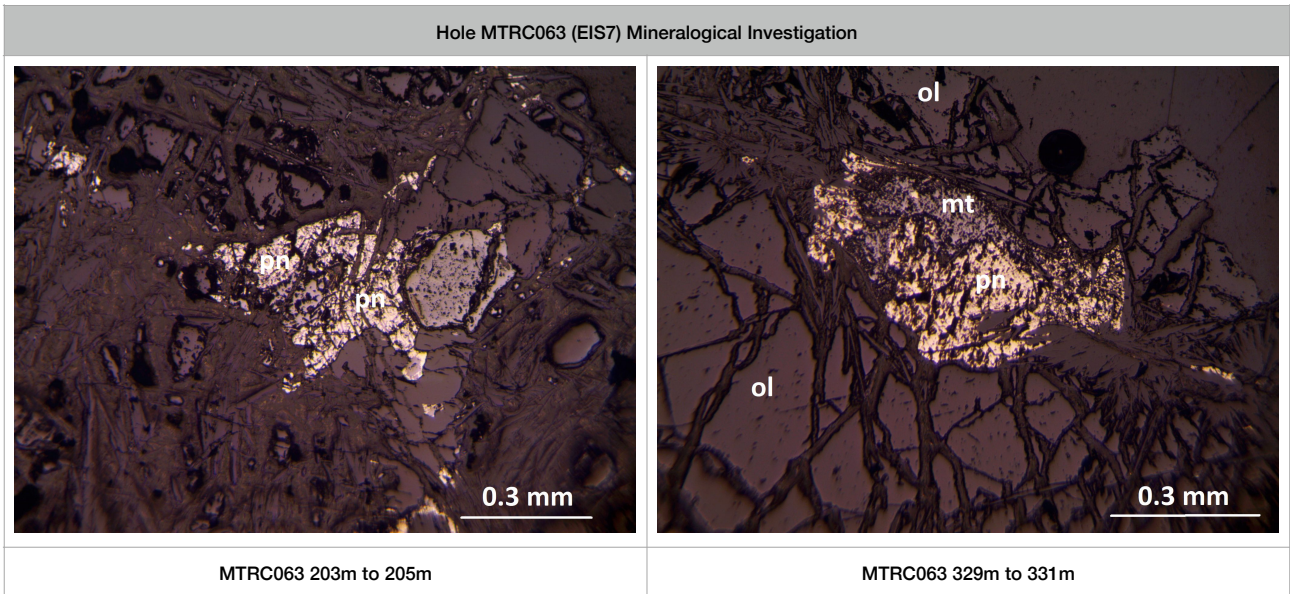 Hole MTRC063 (EIS7) Mineralogical Investigation
pn
pn
0.3 mm
ol
mt
pn
ol
0.3 mm
MTRC063 203m to 205m
MTRC063 329m to 331m